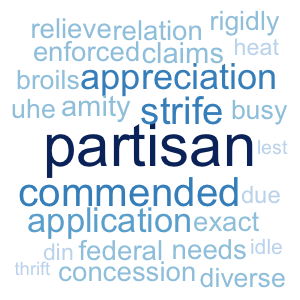 relieve relation rigidly
enforced claims heat
broils appreciation
uhe amity strife busy
partisan lest
commended due
application exact
din federal needs idle
thrift concession diverse